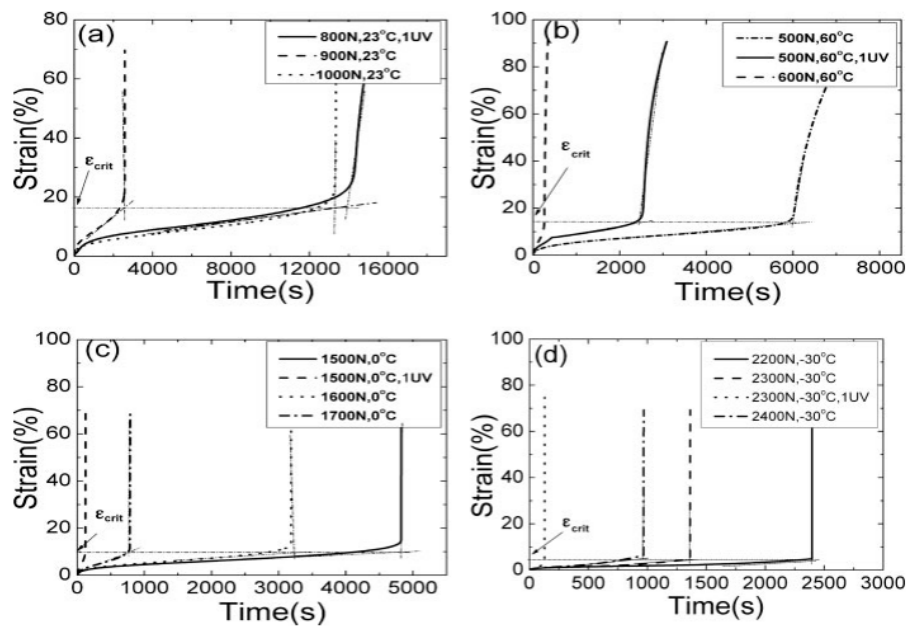 80
(a)
800N,23°C,1UV
900N,23°C
1000N,23°C
60
Strain(%)
40
εcrit
20
0
0 4000 8000 12000 16000
Time(s)
100
(b)
500N,60°C
500N,60°C,1UV
600N,60°C
80
60
Strain(%)
εcrit
40
20
0
0 2000 4000 6000 8000
Time(s)
100
(c)
1500N,0°C
1500N,0°C,1UV
1600N,0°C
1700N,0°C
80
60
Strain(%)
40
εcrit
20
0
0 1000 2000 3000 4000 5000
Time(s)
100
(d)
2200N,-30°C
2300N,-30°C
2300N,-30°C,1UV
2400N,-30°C
80
60
Strain(%)
40
εcrit
20
0
0 500 1000 1500 2000 2500 3000
Time(s)